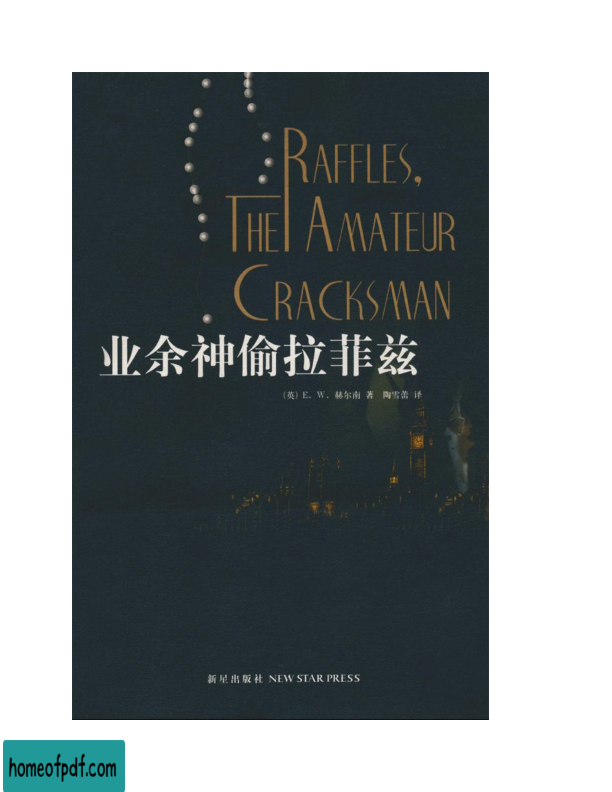 RAFFLES,
THE AMATEUR
CRACKSMAN
业余神偷拉菲兹
(英) E. W. 赫尔南 著 陶雪蕾 译
新星出版社 NEW STAR PRESS
homeofpdf.com